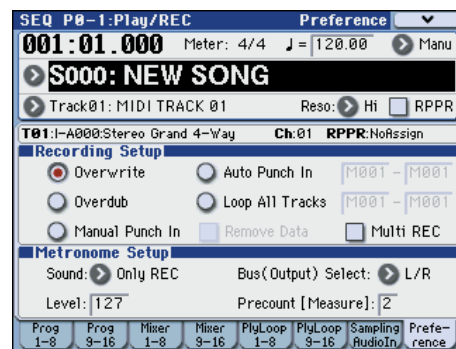 SEQ P0-1:Play/REC Preference
001:01.000 Meter: 4/4 ♩=120.00 Manu
S000: NEW SONG
Track01: MIDI TRACK 01 Reso: Hi RPPR
T01:I-A000:Stereo Grand 4-Way Ch:01 RPPR:NoAssign
Recording Setup
Overwrite Auto Punch In M001 - M001
Overdub Loop All Tracks M001 - M001
Manual Punch In Remove Data Multi REC
Metronome Setup
Sound: Only REC Bus(Output) Select: L/R
Level: 127 Precount [Measure]: 2
Prog 1-8 Prog 9-16 Mixer 1-8 Mixer 9-16 PlyLoop 1-8 PlyLoop 9-16 Sampling AudioIn Prefe-rence